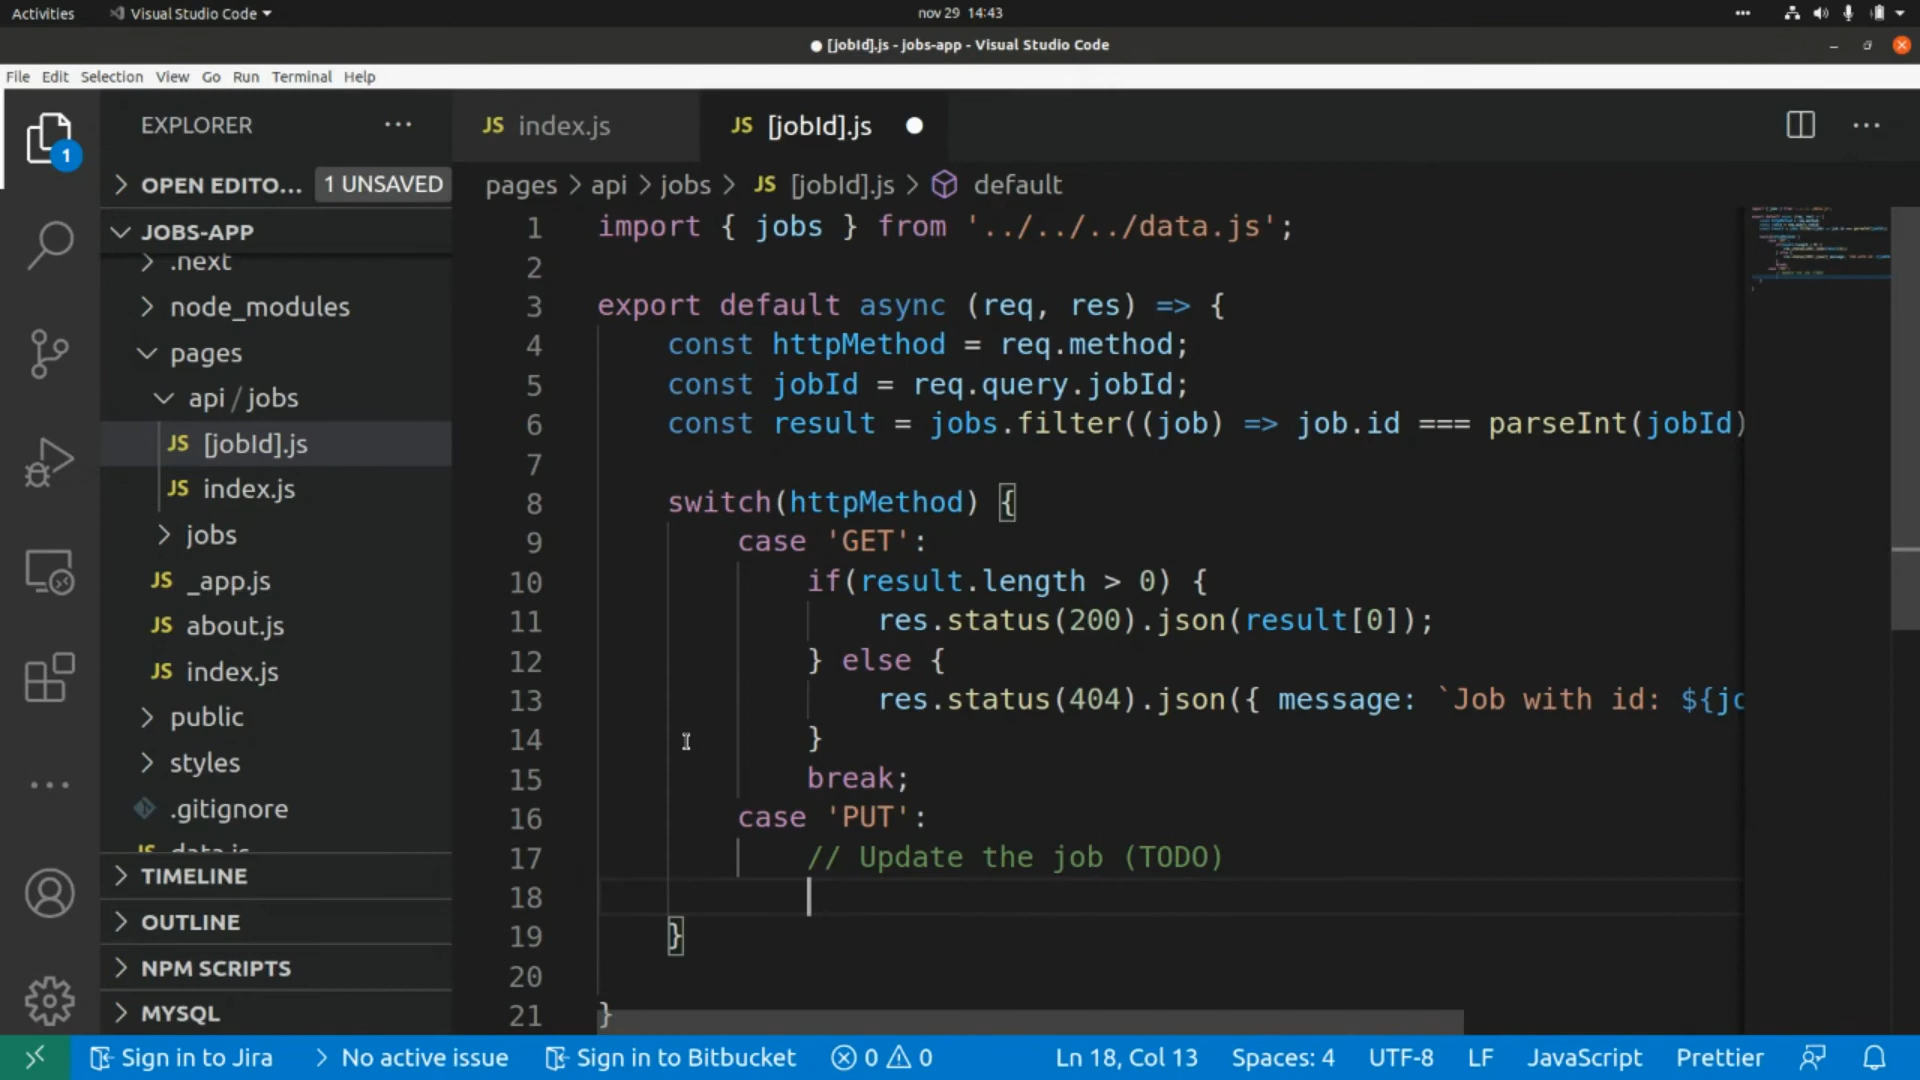 Activities
Visual Studio Code
nov 29 14:43
[jobId].js - jobs-app - Visual Studio Code
File Edit Selection View Go Run Terminal Help
1
EXPLORER
OPEN EDITO... 1 UNSAVED
JOBS-APP
.next
node_modules
pages
api / jobs
JS [jobId].js
JS index.js
jobs
JS _app.js
JS about.js
JS index.js
public
styles
.gitignore
TIMELINE
OUTLINE
NPM SCRIPTS
MYSQL
JS index.js
JS [jobId].js
pages > api > jobs > JS [jobId].js > default
1 import { jobs } from '../../../data.js';
2
3 export default async (req, res) => {
4 const httpMethod = req.method;
5 const jobId = req.query.jobId;
6 const result = jobs.filter((job) => job.id === parseInt(jobId)
7
8 switch(httpMethod) {
9 case 'GET':
10 if(result.length > 0) {
11 res.status(200).json(result[0]);
12 } else {
13 res.status(404).json({ message: `Job with id: ${jo
14 }
15 break;
16 case 'PUT':
17 // Update the job (TODO)
18
19 }
20
21 }
Sign in to Jira
No active issue
Sign in to Bitbucket
0 0
Ln 18, Col 13
Spaces: 4
UTF-8
LF
JavaScript
Prettier